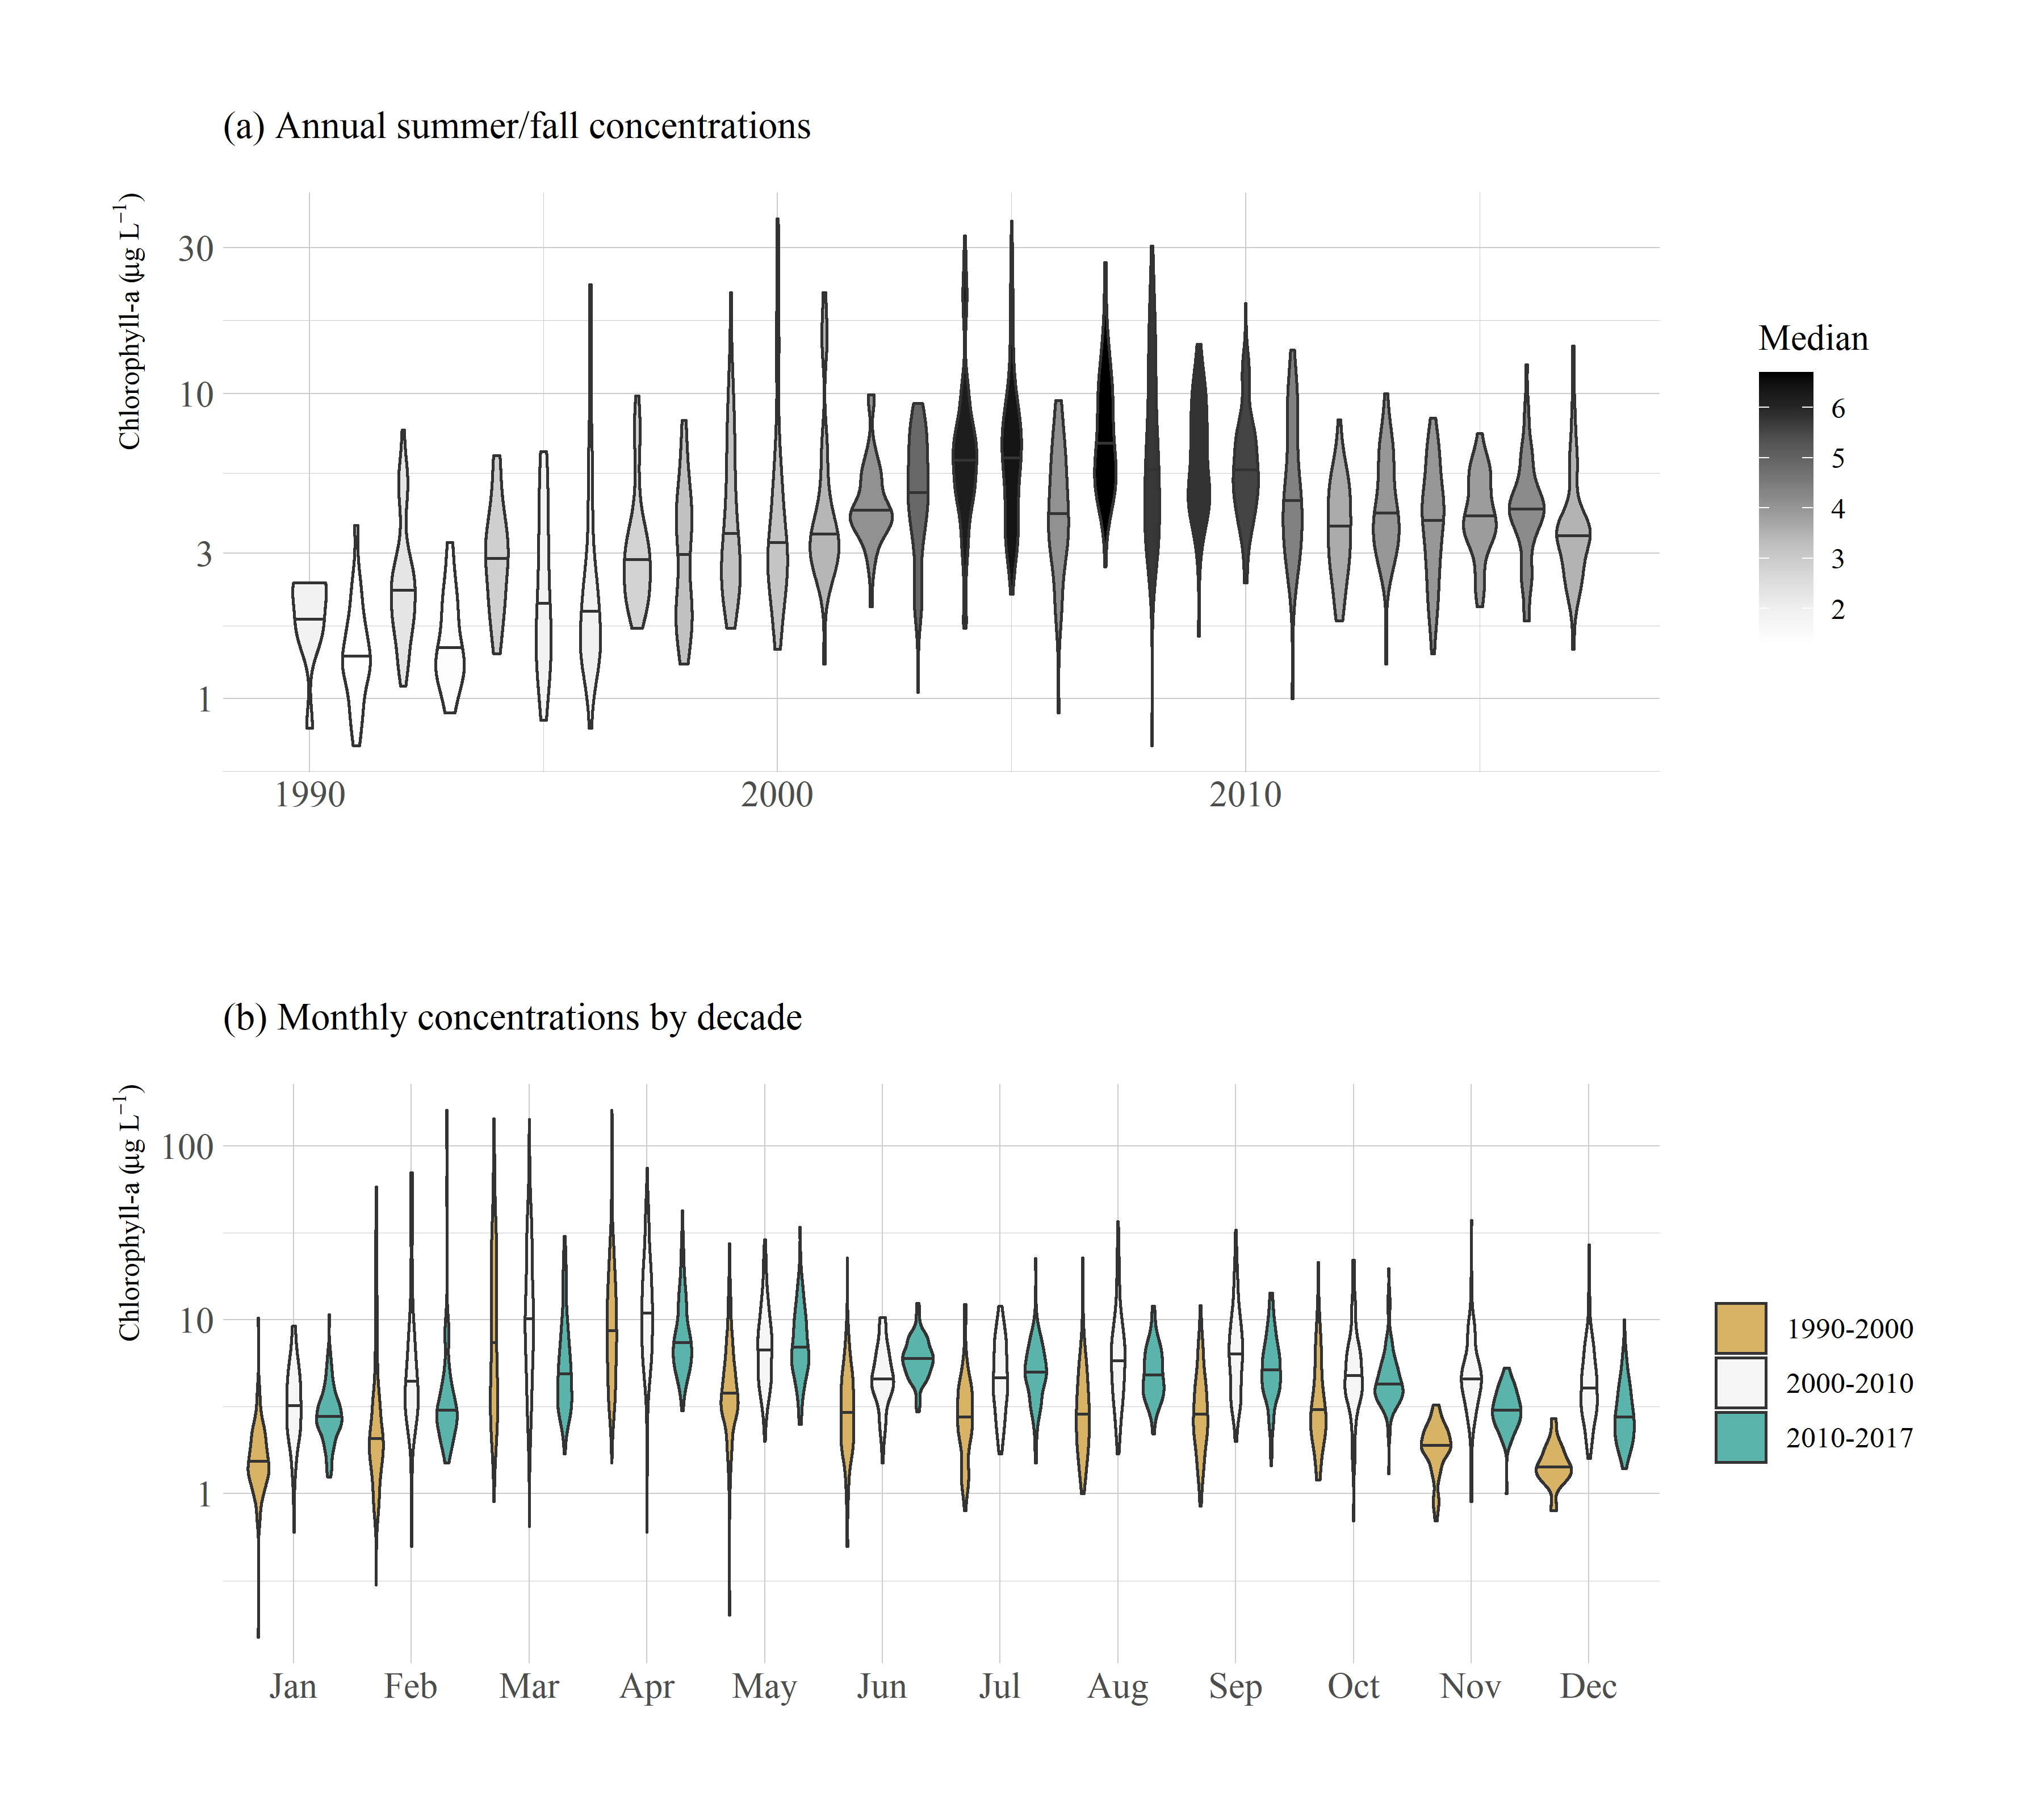 (a) Annual summer/fall concentrations
Chlorophyll-a (μg L⁻¹)
30
10
3
1
1990 2000 2010
Median
6
5
4
3
2
(b) Monthly concentrations by decade
Chlorophyll-a (μg L⁻¹)
100
10
1
Jan Feb Mar Apr May Jun Jul Aug Sep Oct Nov Dec
1990-2000
2000-2010
2010-2017